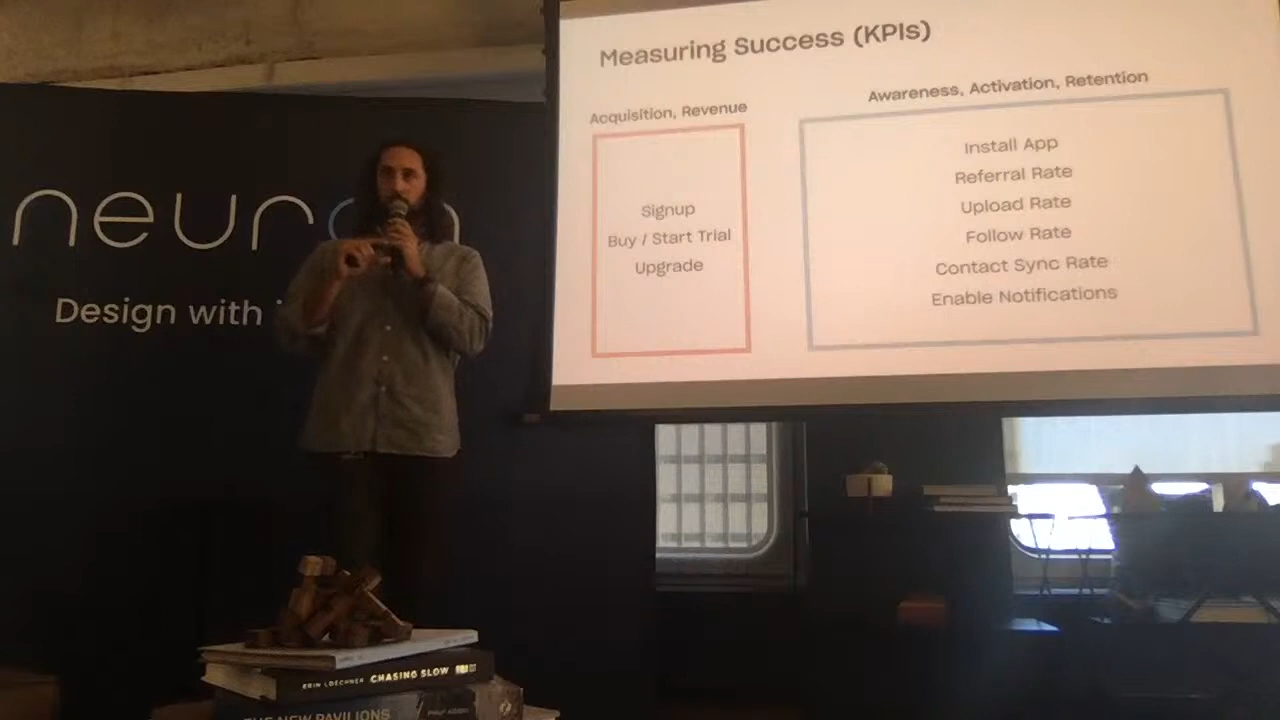 Measuring Success (KPIs)
Acquisition, Revenue
Signup
Buy / Start Trial
Upgrade
Awareness, Activation, Retention
Install App
Referral Rate
Upload Rate
Follow Rate
Contact Sync Rate
Enable Notifications
neuro
Design with
ERIN LOECHNER CHASING SLOW
THE NEW PAVILIONS